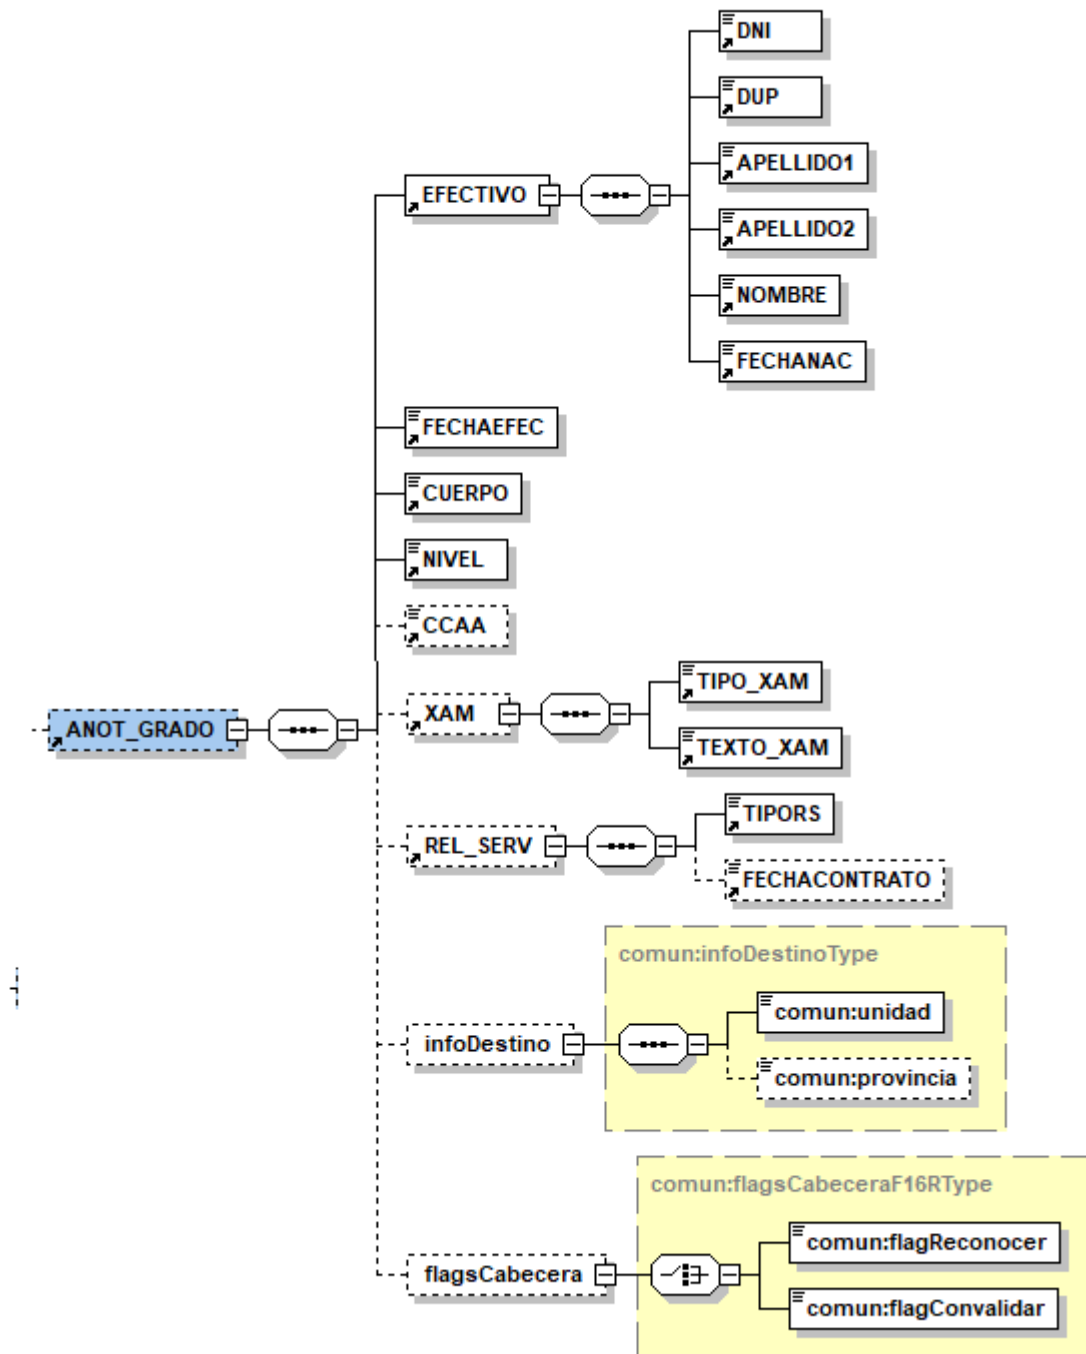 DNI
DUP
APELLIDO1
EFECTIVO
APELLIDO2
NOMBRE
FECHANAC
FECHAEFEC
CUERPO
NIVEL
CCAA
TIPO_XAM
XAM
ANOT_GRADO
TEXTO_XAM
TIPORS
REL_SERV
FECHACONTRATO
comun:infoDestinoType
comun:unidad
infoDestino
comun:provincia
comun:flagsCabeceraF16RType
comun:flagReconocer
flagsCabecera
comun:flagConvalidar